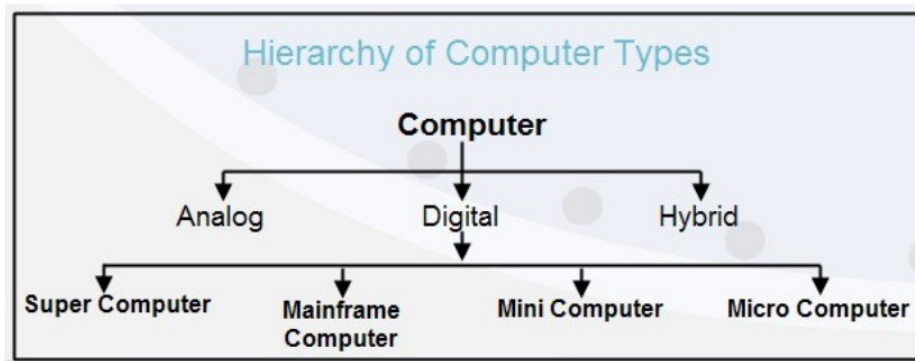 Hierarchy of Computer Types
Computer
Analog
Digital
Hybrid
Super Computer
Mainframe
Computer
Mini Computer
Micro Computer